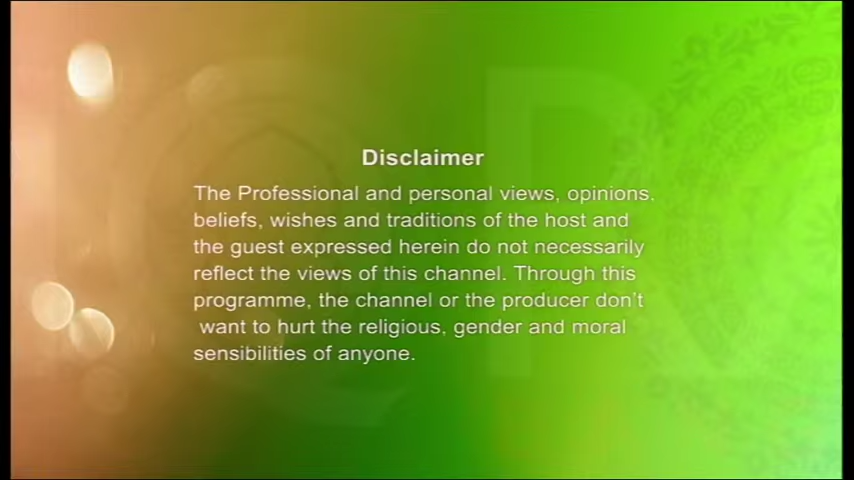 Disclaimer
The Professional and personal views, opinions.
beliefs, wishes and traditions of the host and
the guest expressed herein do not necessarily
reflect the views of this channel. Through this
programme, the channel or the producer don't
want to hurt the religious, gender and moral
sensibilities of anyone.